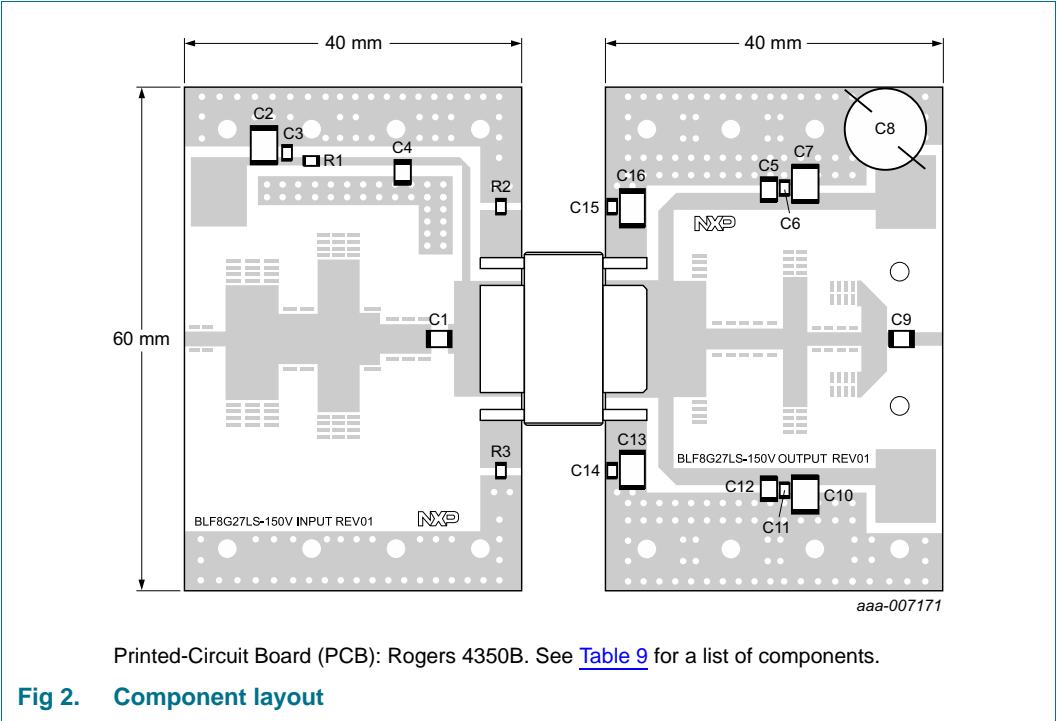 40 mm
40 mm
60 mm
C2
C3
R1
C4
R2
C1
R3
BLF8G27LS-150V INPUT REV01
NXP
C8
C7
C5
C6
C16
C15
NXP
C9
C13
C14
BLF8G27LS-150V OUTPUT REV01
C12
C10
C11
aaa-007171
Printed-Circuit Board (PCB): Rogers 4350B. See Table 9 for a list of components.
Fig 2. Component layout